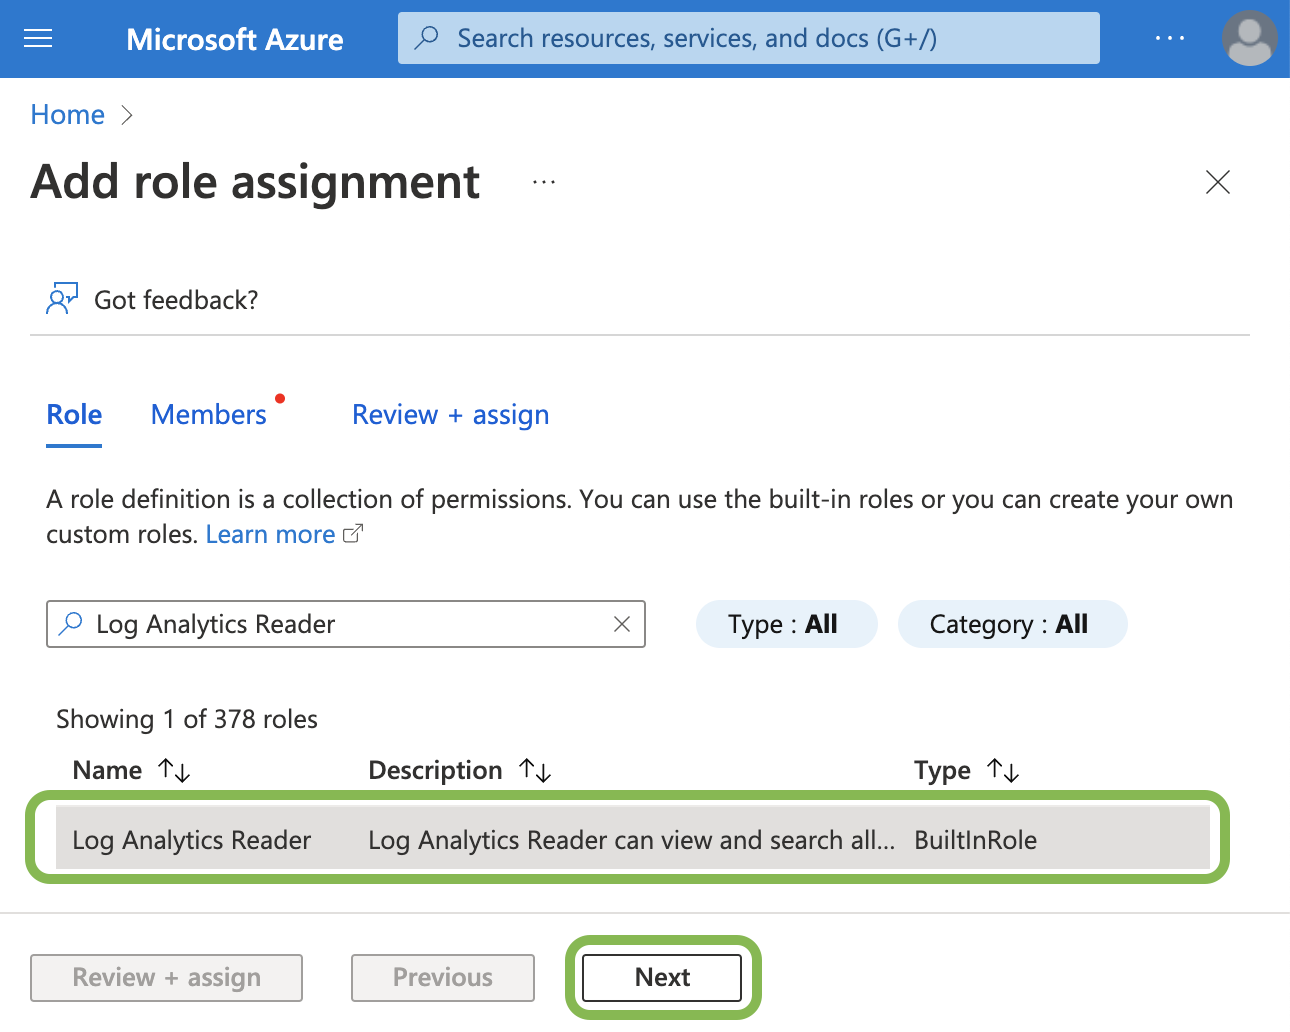 Microsoft Azure
Search resources, services, and docs (G+/)
Home
Add role assignment
Got feedback?
Role
Members
Review + assign
A role definition is a collection of permissions. You can use the built-in roles or you can create your own
custom roles. Learn more
Log Analytics Reader
Type : All
Category : All
Showing 1 of 378 roles
Name
Description
Type
Log Analytics Reader
Log Analytics Reader can view and search all...
BuiltInRole
Review + assign
Previous
Next